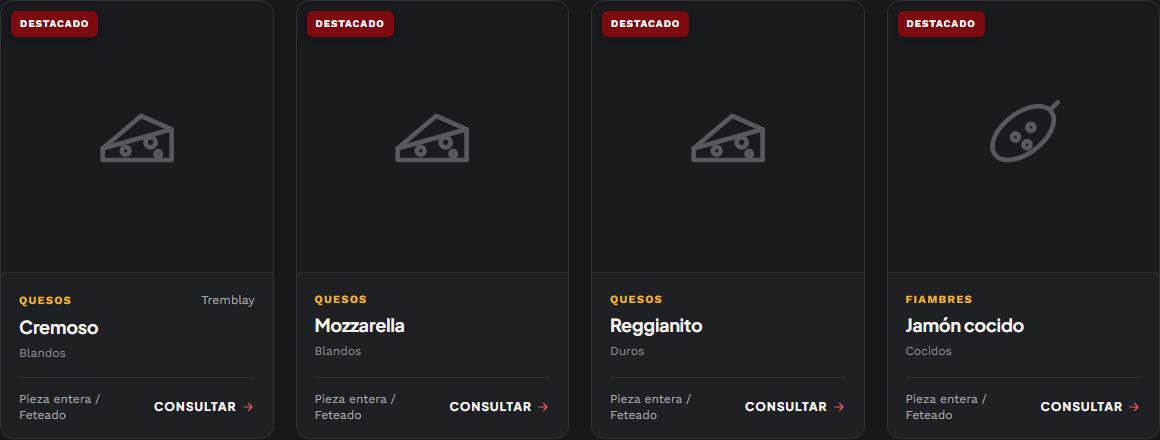 DESTACADO
QUESOS
Tremblay
Cremoso
Blandos
Pieza entera /
Feteado
CONSULTAR →
DESTACADO
QUESOS
Mozzarella
Blandos
Pieza entera /
Feteado
CONSULTAR →
DESTACADO
QUESOS
Reggianito
Duros
Pieza entera /
Feteado
CONSULTAR →
DESTACADO
FIAMBRES
Jamón cocido
Cocidos
Pieza entera /
Feteado
CONSULTAR →